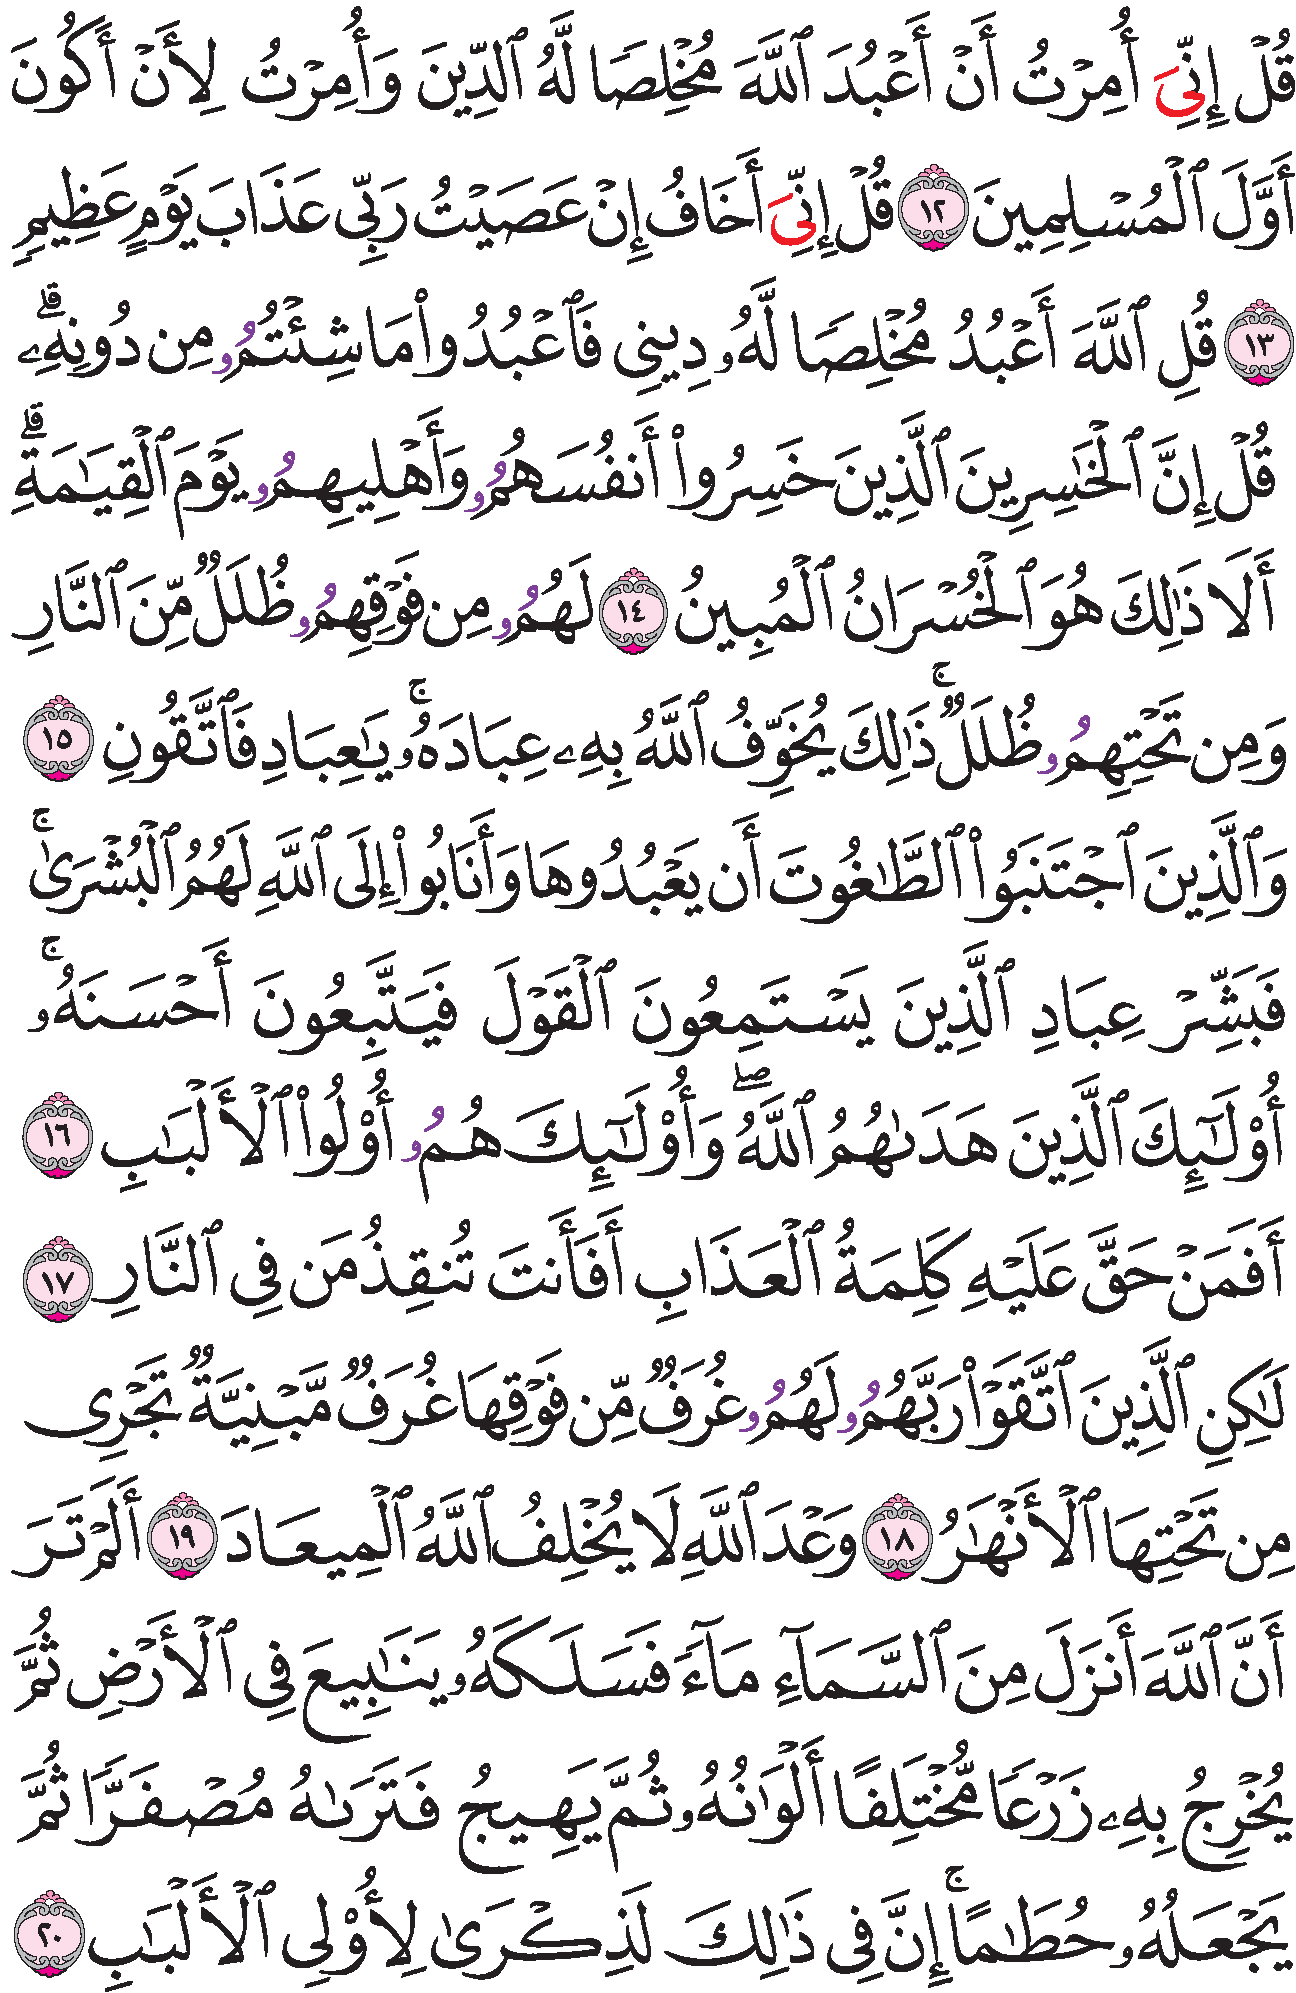 قُلۡ إِنِّيَ أُمِرۡتُ أَنۡ أَعۡبُدَ ٱللَّهَ مُخۡلِصٗا لَّهُ ٱلدِّينَ وَأُمِرۡتُ لِأَنۡ أَكُونَ
أَوَّلَ ٱلۡمُسۡلِمِينَ ١٢ قُلۡ إِنِّيَ أَخَافُ إِنۡ عَصَيۡتُ رَبِّي عَذَابَ يَوۡمٍ عَظِيمٖ
١٣ قُلِ ٱللَّهَ أَعۡبُدُ مُخۡلِصٗا لَّهُۥ دِينِي فَٱعۡبُدُواْ مَا شِئۡتُمُۥ مِن دُونِهِۦۗ
قُلۡ إِنَّ ٱلۡخَٰسِرِينَ ٱلَّذِينَ خَسِرُواْ أَنفُسَهُمُۥ وَأَهۡلِيهِمُۥ يَوۡمَ ٱلۡقِيَٰمَةِۗ
أَلَا ذَٰلِكَ هُوَ ٱلۡخُسۡرَانُ ٱلۡمُبِينُ ١٤ لَهُمُۥ مِن فَوۡقِهِمُۥ ظُلَلٞ مِّنَ ٱلنَّارِ
وَمِن تَحۡتِهِمُۥ ظُلَلٞۚ ذَٰلِكَ يُخَوِّفُ ٱللَّهُ بِهِۦ عِبَادَهُۥۚ يَٰعِبَادِ فَٱتَّقُونِ ١٥
وَٱلَّذِينَ ٱجۡتَنَبُواْ ٱلطَّٰغُوتَ أَن يَعۡبُدُوهَا وَأَنَابُواْ إِلَى ٱللَّهِ لَهُمُ ٱلۡبُشۡرَىٰۚ
فَبَشِّرۡ عِبَادِ ٱلَّذِينَ يَسۡتَمِعُونَ ٱلۡقَوۡلَ فَيَتَّبِعُونَ أَحۡسَنَهُۥۚ
أُوْلَٰٓئِكَ ٱلَّذِينَ هَدَىٰهُمُ ٱللَّهُۖ وَأُوْلَٰٓئِكَ هُمُۥ أُوْلُواْ ٱلۡأَلۡبَٰبِ ١٦
أَفَمَنۡ حَقَّ عَلَيۡهِ كَلِمَةُ ٱلۡعَذَابِ أَفَأَنتَ تُنقِذُ مَن فِي ٱلنَّارِ ١٧
لَٰكِنِ ٱلَّذِينَ ٱتَّقَوۡاْ رَبَّهُمُۥ لَهُمُۥ غُرَفٞ مِّن فَوۡقِهَا غُرَفٞ مَّبۡنِيَّةٞ تَجۡرِي
مِن تَحۡتِهَا ٱلۡأَنۡهَٰرُ ١٨ وَعۡدَ ٱللَّهِ لَا يُخۡلِفُ ٱللَّهُ ٱلۡمِيعَادَ ١٩ أَلَمۡ تَرَ
أَنَّ ٱللَّهَ أَنزَلَ مِنَ ٱلسَّمَآءِ مَآءٗ فَسَلَكَهُۥ يَنَٰبِيعَ فِي ٱلۡأَرۡضِ ثُمَّ
يُخۡرِجُ بِهِۦ زَرۡعٗا مُّخۡتَلِفًا أَلۡوَٰنُهُۥ ثُمَّ يَهِيجُ فَتَرَىٰهُ مُصۡفَرّٗا ثُمَّ
يَجۡعَلُهُۥ حُطَٰمًاۚ إِنَّ فِي ذَٰلِكَ لَذِكۡرَىٰ لِأُوْلِي ٱلۡأَلۡبَٰبِ ٢٠